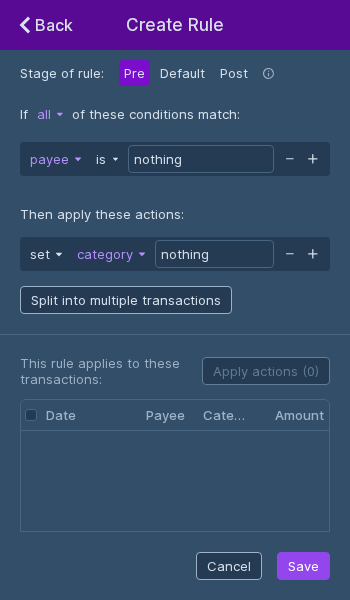 Back Create Rule
Stage of rule: Pre Default Post
If all of these conditions match:
payee is nothing
Then apply these actions:
set category nothing
Split into multiple transactions
This rule applies to these
transactions:
Apply actions (0)
Date Payee Cate... Amount
Cancel Save